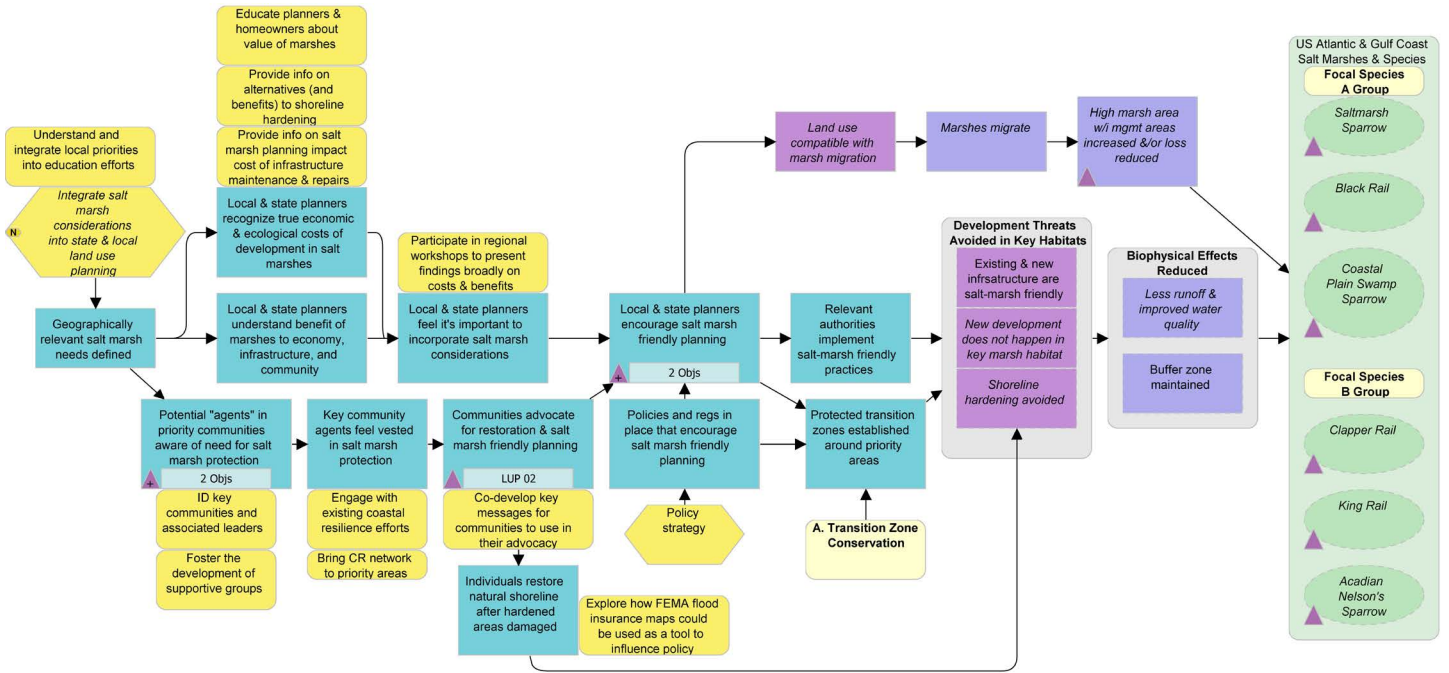 Educate planners &
homeowners about
value of marshes
Provide info on
alternatives (and
benefits) to shoreline
hardening
Provide info on salt
marsh planning impact
cost of infrastructure
maintenance & repairs
Understand and
integrate local priorities
into education efforts
Integrate salt
marsh
considerations
into state & local
land use
planning
N
Local & state planners
recognize true economic
& ecological costs of
development in salt
marshes
Participate in regional
workshops to present
findings broadly on
costs & benefits
Geographically
relevant salt marsh
needs defined
Local & state planners
understand benefit of
marshes to economy,
infrastructure, and
community
Local & state planners
feel it's important to
incorporate salt marsh
considerations
Local & state planners
encourage salt marsh
friendly planning
+
2 Objs
Relevant
authorities
implement
salt-marsh friendly
practices
Land use
compatible with
marsh migration
Marshes migrate
High marsh area
w/i mgmt areas
increased &/or loss
reduced
Development Threats
Avoided in Key Habitats
Existing & new
infrsatructure are
salt-marsh friendly
New development
does not happen in
key marsh habitat
Shoreline
hardening avoided
Biophysical Effects
Reduced
Less runoff &
improved water
quality
Buffer zone
maintained
Potential "agents" in
priority communities
aware of need for salt
marsh protection
+
2 Objs
ID key
communities and
associated leaders
Foster the
development of
supportive groups
Key community
agents feel vested
in salt marsh
protection
Engage with
existing coastal
resilience efforts
Bring CR network
to priority areas
Communities advocate
for restoration & salt
marsh friendly planning
LUP 02
Co-develop key
messages for
communities to use in
their advocacy
Individuals restore
natural shoreline
after hardened
areas damaged
Explore how FEMA flood
insurance maps could
be used as a tool to
influence policy
Policies and regs in
place that encourage
salt marsh friendly
planning
Policy
strategy
Protected transition
zones established
around priority
areas
A. Transition Zone
Conservation
US Atlantic & Gulf Coast
Salt Marshes & Species
Focal Species
A Group
Saltmarsh
Sparrow
Black Rail
Coastal
Plain Swamp
Sparrow
Focal Species
B Group
Clapper Rail
King Rail
Acadian
Nelson's
Sparrow